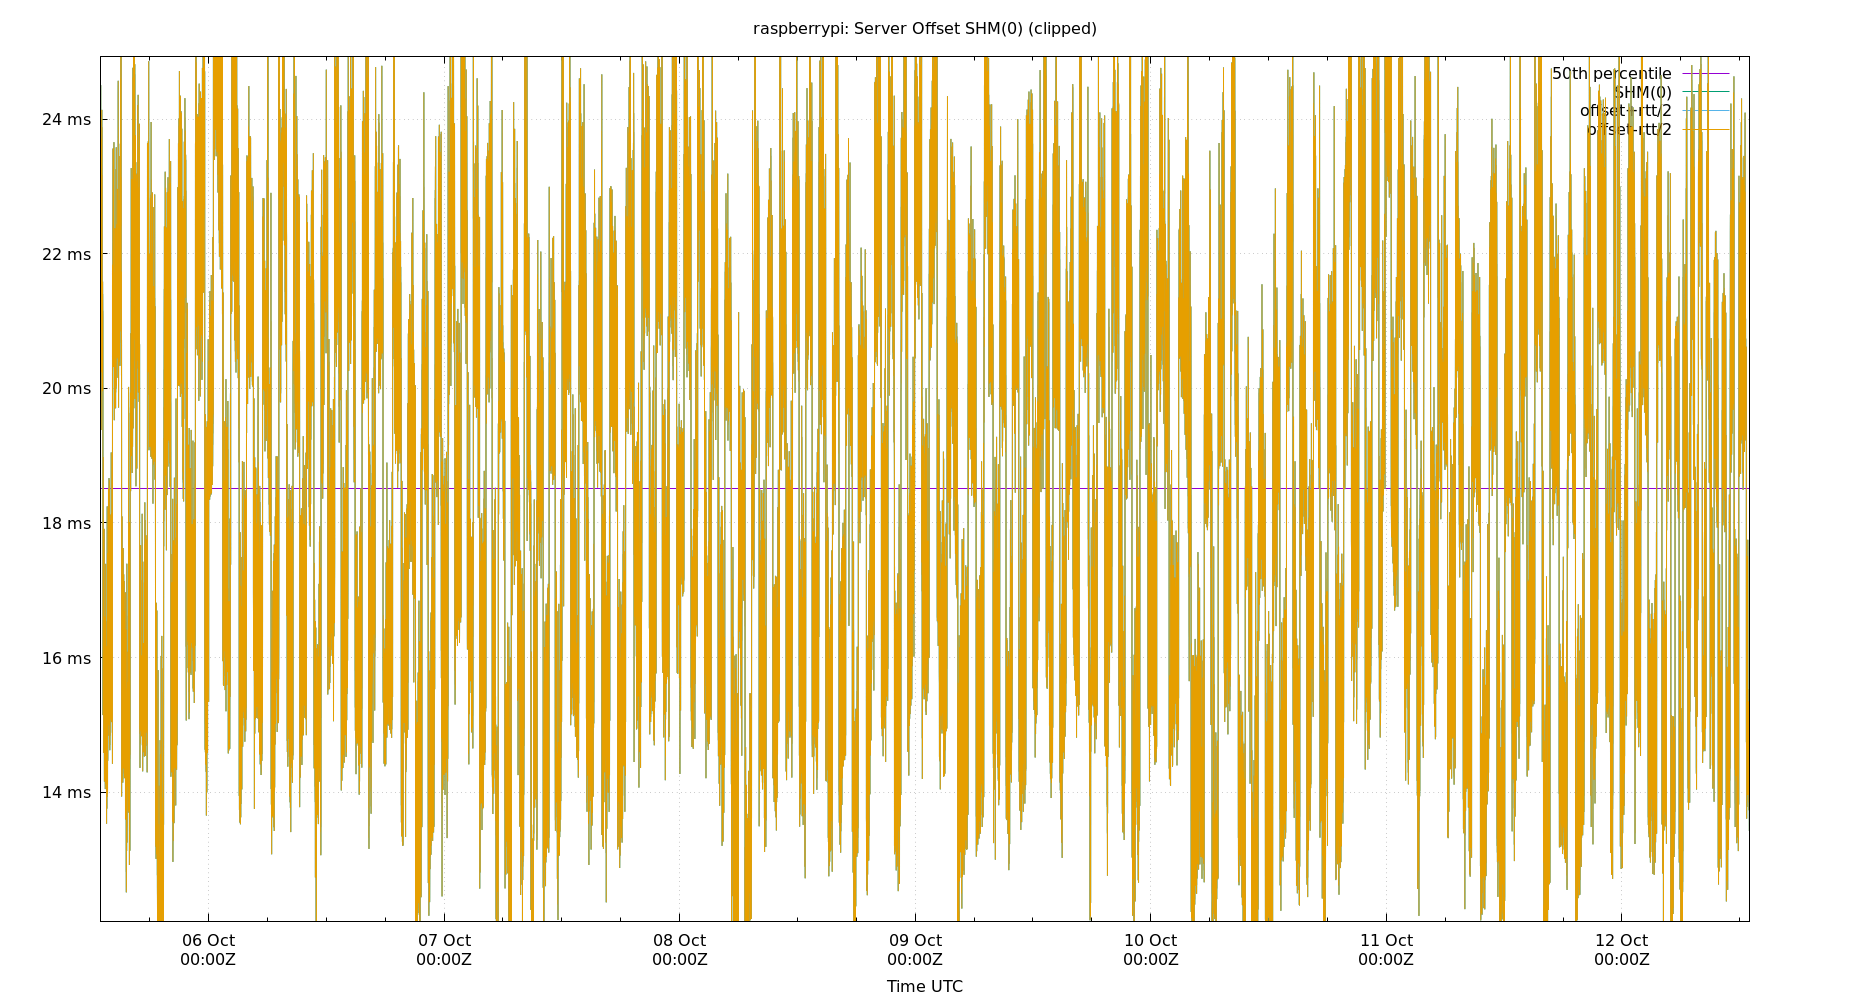 raspberrypi: Server Offset SHM(0) (clipped)
50th percentile
SHM(0)
offset+rtt/2
offset-rtt/2
24 ms
22 ms
20 ms
18 ms
16 ms
14 ms
06 Oct 07 Oct 08 Oct 09 Oct 10 Oct 11 Oct 12 Oct
00:00Z 00:00Z 00:00Z 00:00Z 00:00Z 00:00Z 00:00Z
Time UTC